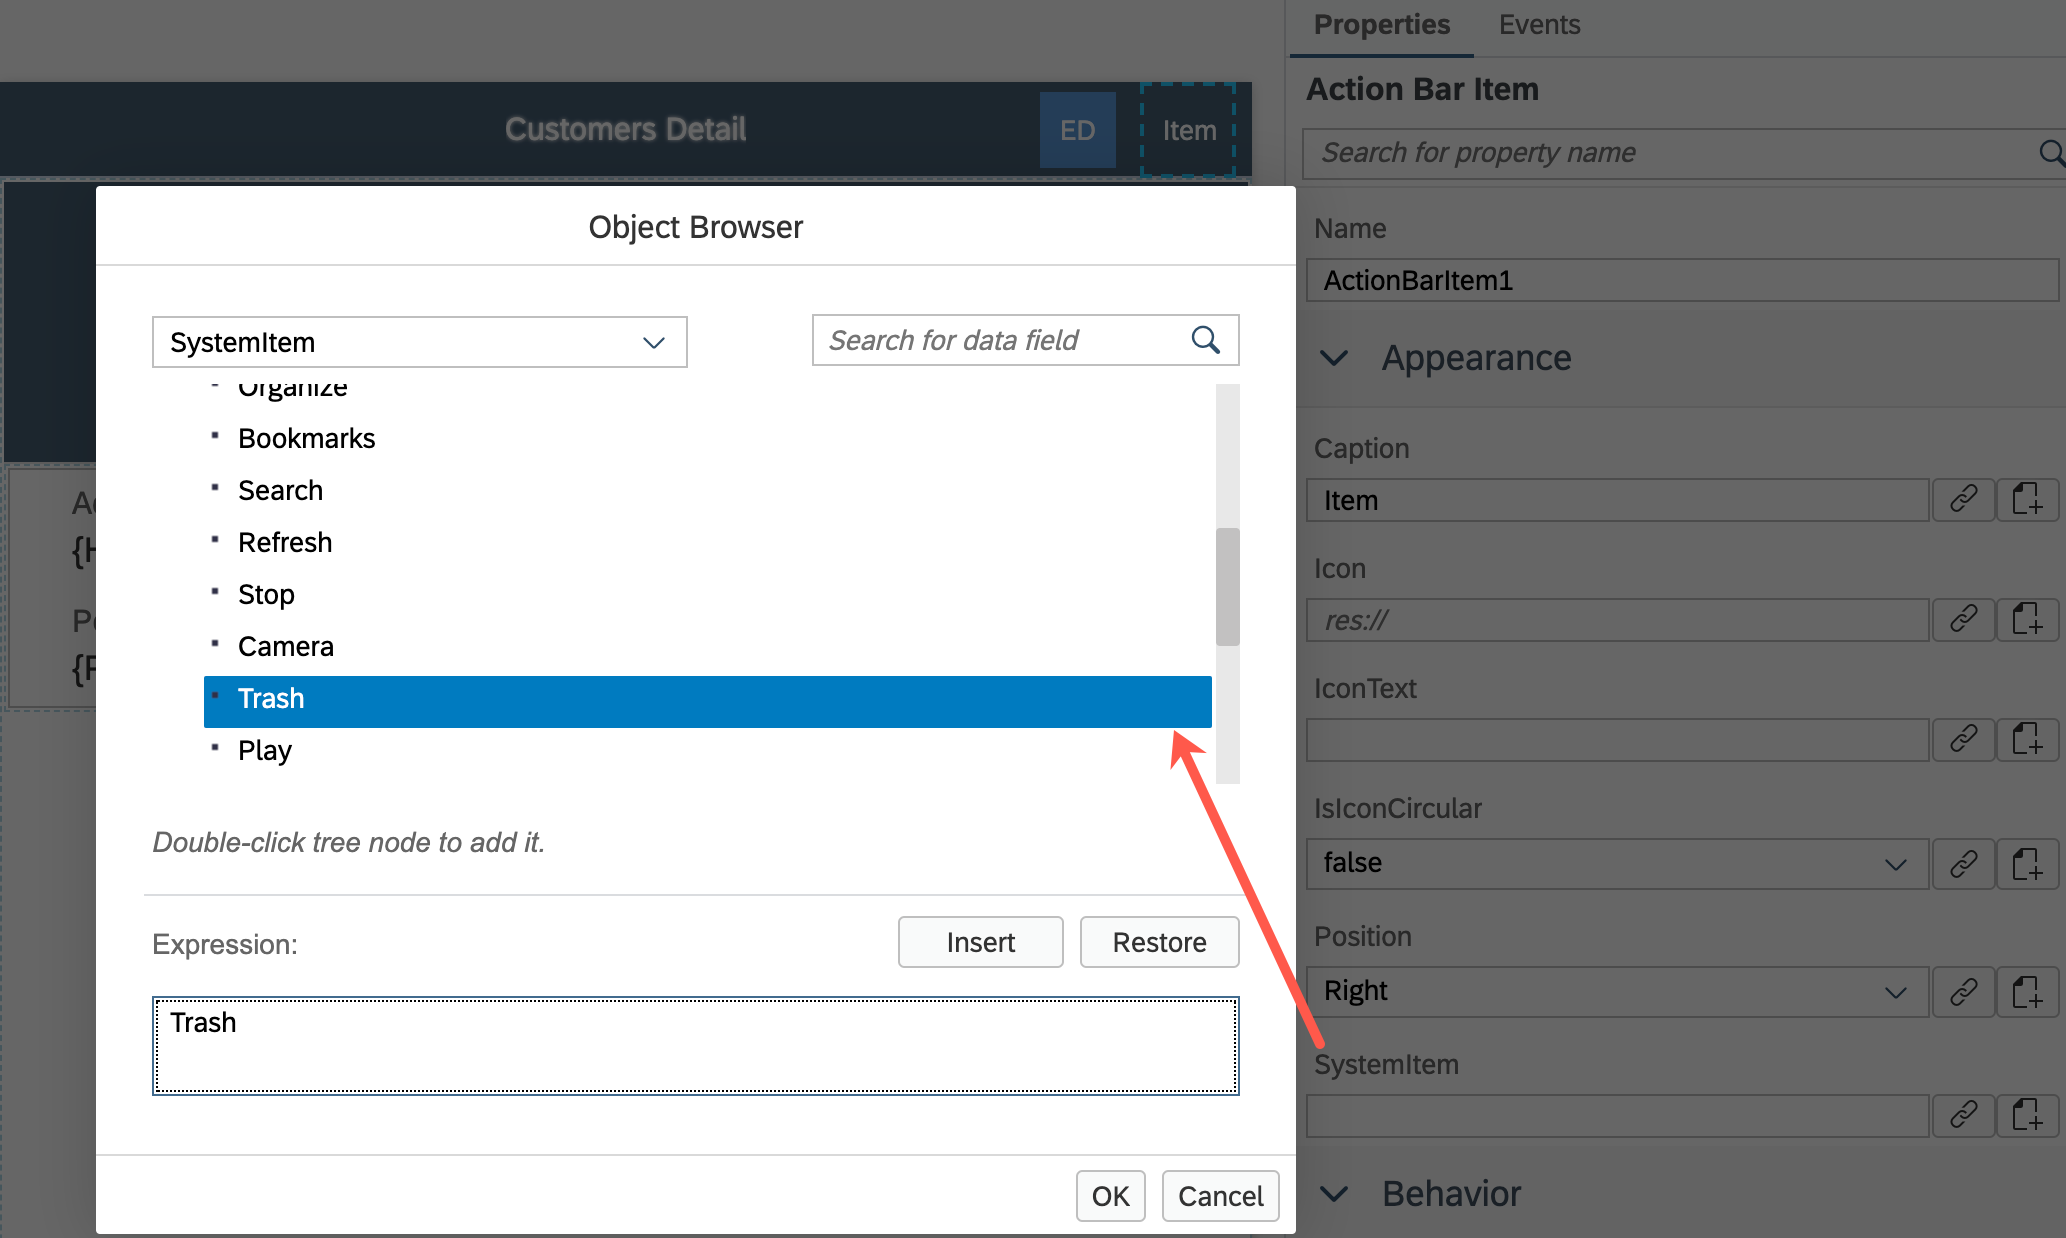 Properties
Events
Action Bar Item
Search for property name
Customers Detail
ED
Item
Name
ActionBarItem1
Object Browser
SystemItem
Search for data field
Organize
Bookmarks
Search
Refresh
Stop
Camera
Trash
Play
Double-click tree node to add it.
Expression:
Insert
Restore
Trash
OK
Cancel
Appearance
Caption
Item
Icon
res://
IconText
IsIconCircular
false
Position
Right
SystemItem
Behavior